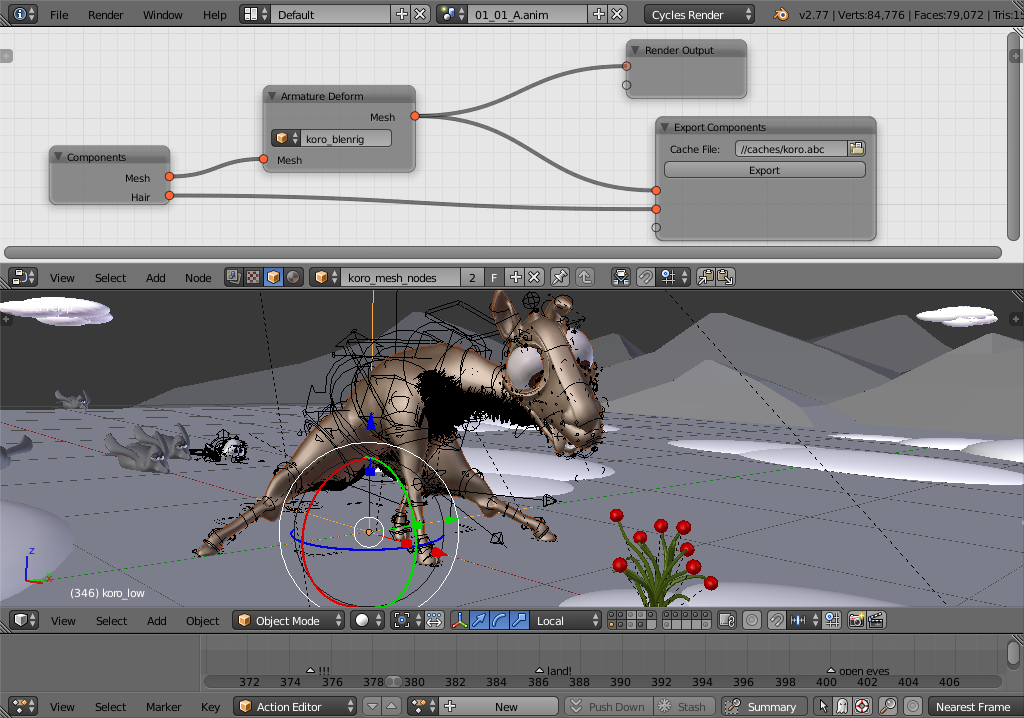 File Render Window Help Default 01_01_A.anim Cycles Render v2.77 | Verts:84,776 | Faces:79,072 | Tris:1
Render Output
Armature Deform
Mesh
koro_blenrig
Mesh
Export Components
Cache File: //caches/koro.abc
Export
Components
Mesh
Hair
View Select Add Node koro_mesh_nodes 2 F
z
x
(346) koro_low
View Select Add Object Object Mode Local
!!! land! open eyes
372 374 376 378 380 382 384 386 388 390 392 394 396 398 400 402 404 406
View Select Marker Key Action Editor New Push Down Stash Summary Nearest Frame